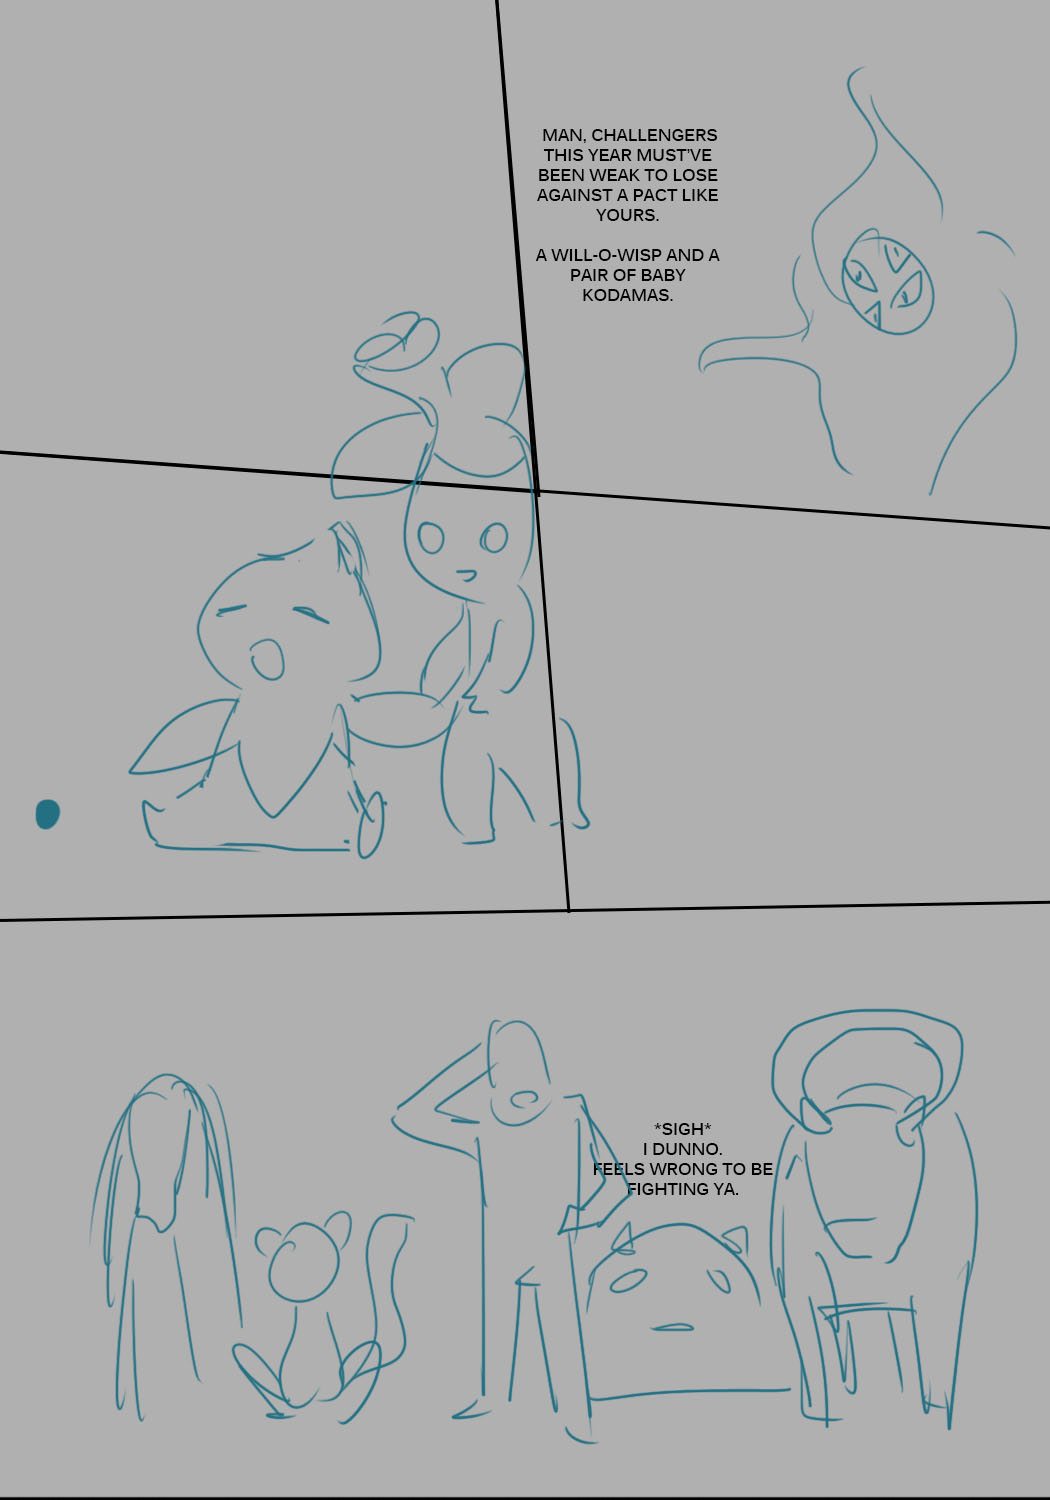 MAN, CHALLENGERS
THIS YEAR MUST'VE
BEEN WEAK TO LOSE
AGAINST A PACT LIKE
YOURS.
A WILL-O-WISP AND A
PAIR OF BABY
KODAMAS.
*SIGH*
I DUNNO.
FEELS WRONG TO BE
FIGHTING YA.